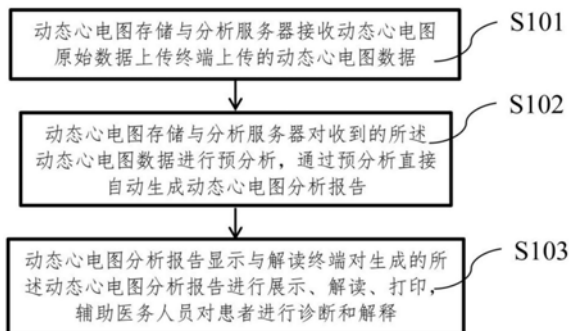 动态心电图存储与分析服务器接收动态心电图
原始数据上传终端上传的动态心电图数据
S101
动态心电图存储与分析服务器对收到的所述
动态心电图数据进行预分析，通过预分析直接
自动生成动态心电图分析报告
S102
动态心电图分析报告显示与解读终端对生成的所
述动态心电图分析报告进行展示、解读、打印，
辅助医务人员对患者进行诊断和解释
S103